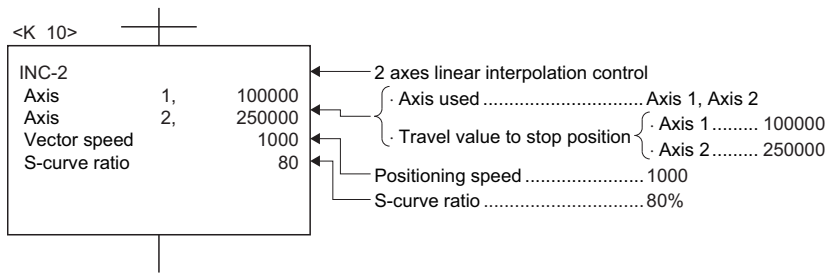 <K 10>
INC-2
Axis 1, 100000
Axis 2, 250000
Vector speed 1000
S-curve ratio 80
2 axes linear interpolation control
· Axis used ................................ Axis 1, Axis 2
· Travel value to stop position
· Axis 1......... 100000
· Axis 2......... 250000
Positioning speed ........................ 1000
S-curve ratio ................................ 80%